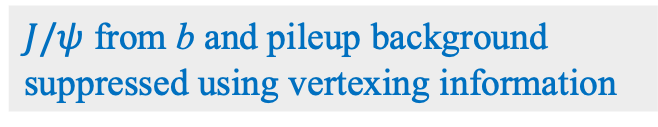 J/ψ from b and pileup background
suppressed using vertexing information